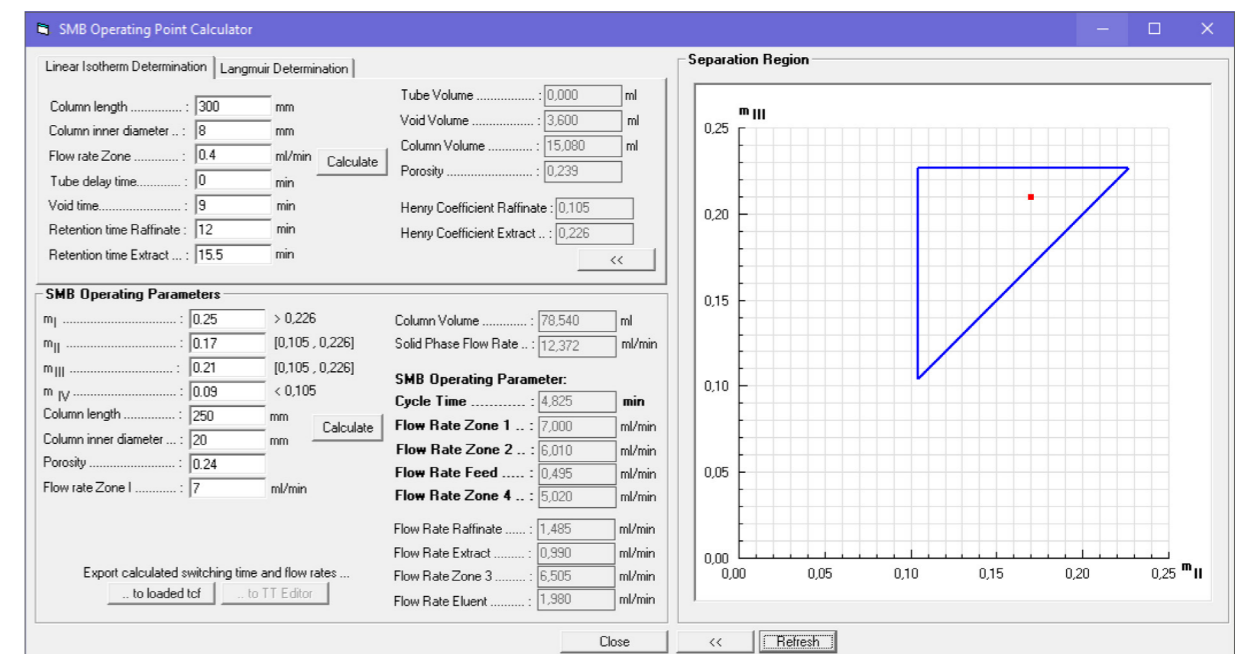 SMB Operating Point Calculator
Linear Isotherm Determination Langmuir Determination
Column length ............... : 300 mm
Column inner diameter .. : 8 mm
Flow rate Zone ............. : 0.4 ml/min
Tube delay time............. : 0 min
Void time......................... : 9 min
Retention time Raffinate : 12 min
Retention time Extract ... : 15.5 min
Calculate
Tube Volume ................. : 0,000 ml
Void Volume .................. : 3,600 ml
Column Volume ............. : 15,080 ml
Porosity .......................... : 0,239
Henry Coefficient Raffinate : 0,105
Henry Coefficient Extract .. : 0,226
<<
SMB Operating Parameters
mI .................................. : 0.25 > 0,226
mII ................................. : 0.17 [0,105 , 0,226]
m III ............................... : 0.21 [0,105 , 0,226]
m IV ............................... : 0.09 < 0,105
Column length ............... : 250 mm
Column inner diameter ... : 20 mm
Porosity .......................... : 0.24
Flow rate Zone I ............ : 7 ml/min
Calculate
Column Volume ............. : 78,540 ml
Solid Phase Flow Rate .. : 12,372 ml/min
SMB Operating Parameter:
Cycle Time ............ : 4,825 min
Flow Rate Zone 1 .. : 7,000 ml/min
Flow Rate Zone 2 .. : 6,010 ml/min
Flow Rate Feed ..... : 0,495 ml/min
Flow Rate Zone 4 .. : 5,020 ml/min
Flow Rate Raffinate ...... : 1,485 ml/min
Flow Rate Extract ......... : 0,990 ml/min
Flow Rate Zone 3 ......... : 6,505 ml/min
Flow Rate Eluent .......... : 1,980 ml/min
Export calculated switching time and flow rates ...
.. to loaded tcf .. to TT Editor
Separation Region
m III
0,25
0,20
0,15
0,10
0,05
0,00
0,00 0,05 0,10 0,15 0,20 0,25 m II
Close << Refresh